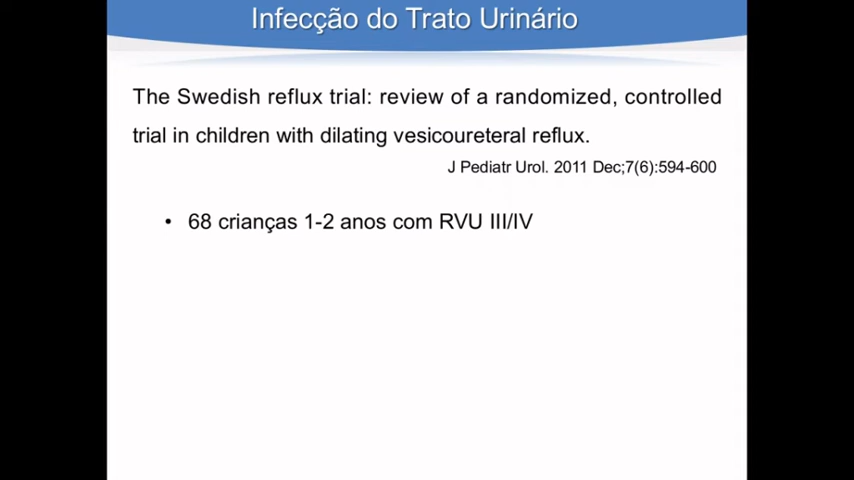 Infecção do Trato Urinário
The Swedish reflux trial: review of a randomized, controlled
trial in children with dilating vesicoureteral reflux.
J Pediatr Urol. 2011 Dec;7(6):594-600
• 68 crianças 1-2 anos com RVU III/IV